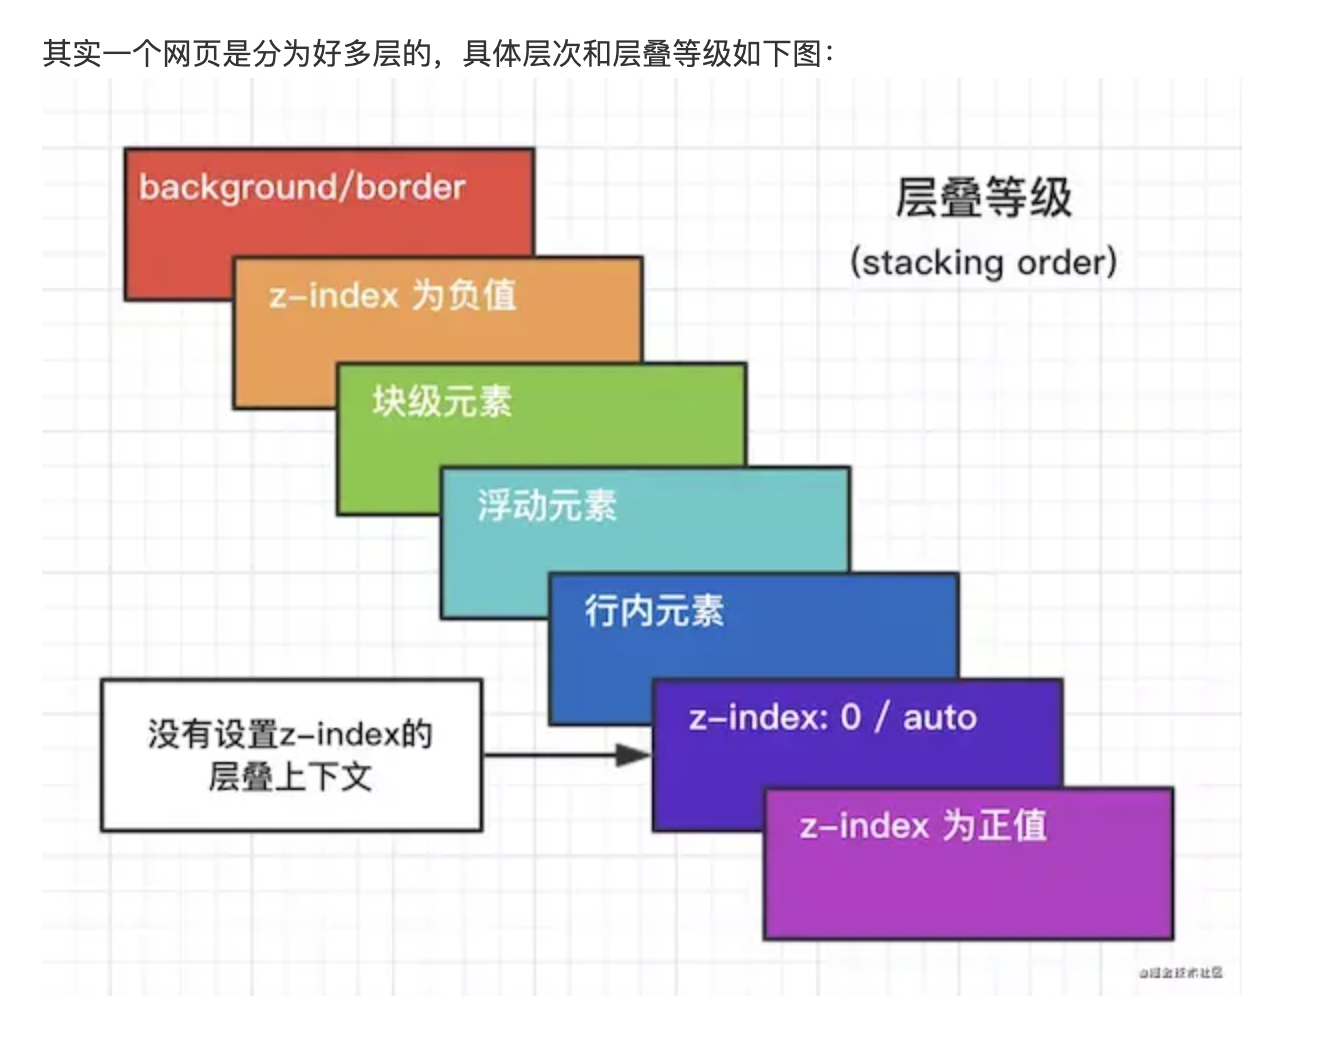 其实一个网页是分为好多层的，具体层次和层叠等级如下图：
background/border
层叠等级
(stacking order)
z-index 为负值
块级元素
浮动元素
行内元素
没有设置z-index的
层叠上下文
z-index: 0 / auto
z-index 为正值
@掘金技术社区